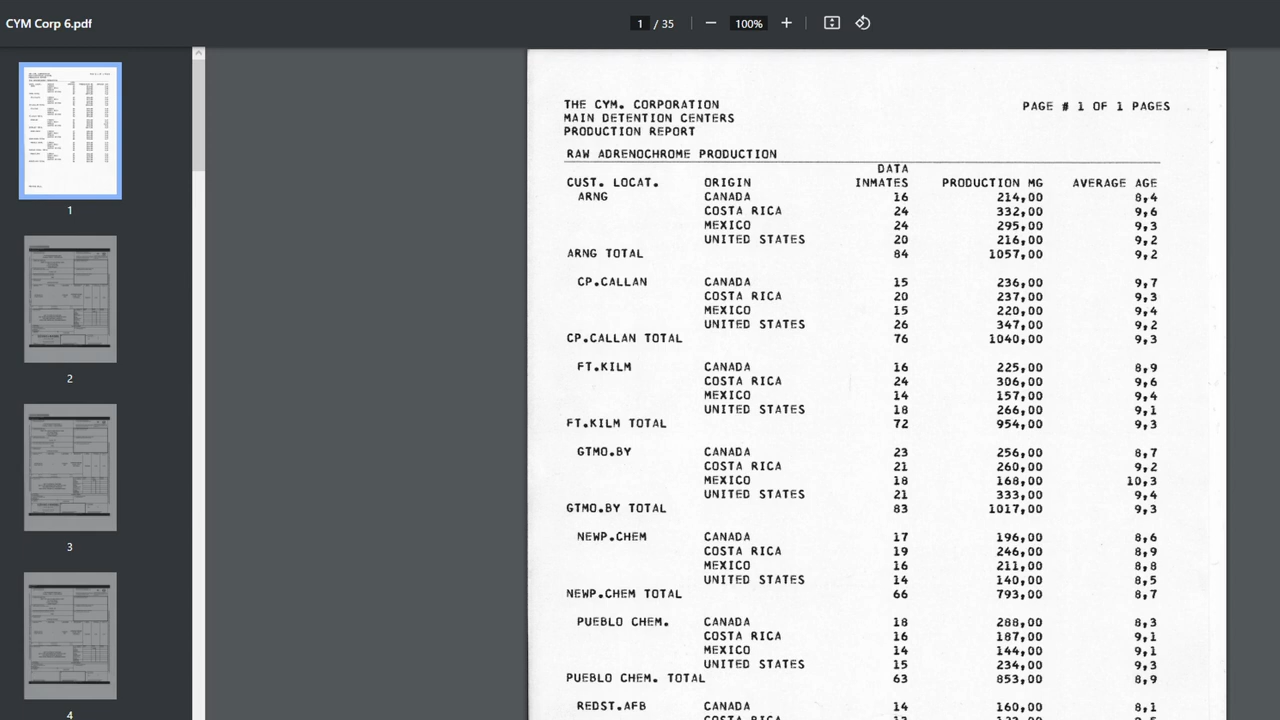 CYM Corp 6.pdf
1 / 35
100%
1
2
3
4
THE CYM. CORPORATION PAGE # 1 OF 1 PAGES
MAIN DETENTION CENTERS
PRODUCTION REPORT
RAW ADRENOCHROME PRODUCTION
DATA
CUST. LOCAT. ORIGIN INMATES PRODUCTION MG AVERAGE AGE
ARNG CANADA 16 214,00 8,4
COSTA RICA 24 332,00 9,6
MEXICO 24 295,00 9,3
UNITED STATES 20 216,00 9,2
ARNG TOTAL 84 1057,00 9,2
CP.CALLAN CANADA 15 236,00 9,7
COSTA RICA 20 237,00 9,3
MEXICO 15 220,00 9,4
UNITED STATES 26 347,00 9,2
CP.CALLAN TOTAL 76 1040,00 9,3
FT.KILM CANADA 16 225,00 8,9
COSTA RICA 24 306,00 9,6
MEXICO 14 157,00 9,4
UNITED STATES 18 266,00 9,1
FT.KILM TOTAL 72 954,00 9,3
GTMO.BY CANADA 23 256,00 8,7
COSTA RICA 21 260,00 9,2
MEXICO 18 168,00 10,3
UNITED STATES 21 333,00 9,4
GTMO.BY TOTAL 83 1017,00 9,3
NEWP.CHEM CANADA 17 196,00 8,6
COSTA RICA 19 246,00 8,9
MEXICO 16 211,00 8,8
UNITED STATES 14 140,00 8,5
NEWP.CHEM TOTAL 66 793,00 8,7
PUEBLO CHEM. CANADA 18 288,00 8,3
COSTA RICA 16 187,00 9,1
MEXICO 14 144,00 9,1
UNITED STATES 15 234,00 9,3
PUEBLO CHEM. TOTAL 63 853,00 8,9
REDST.AFB CANADA 14 160,00 8,1
COSTA RICA